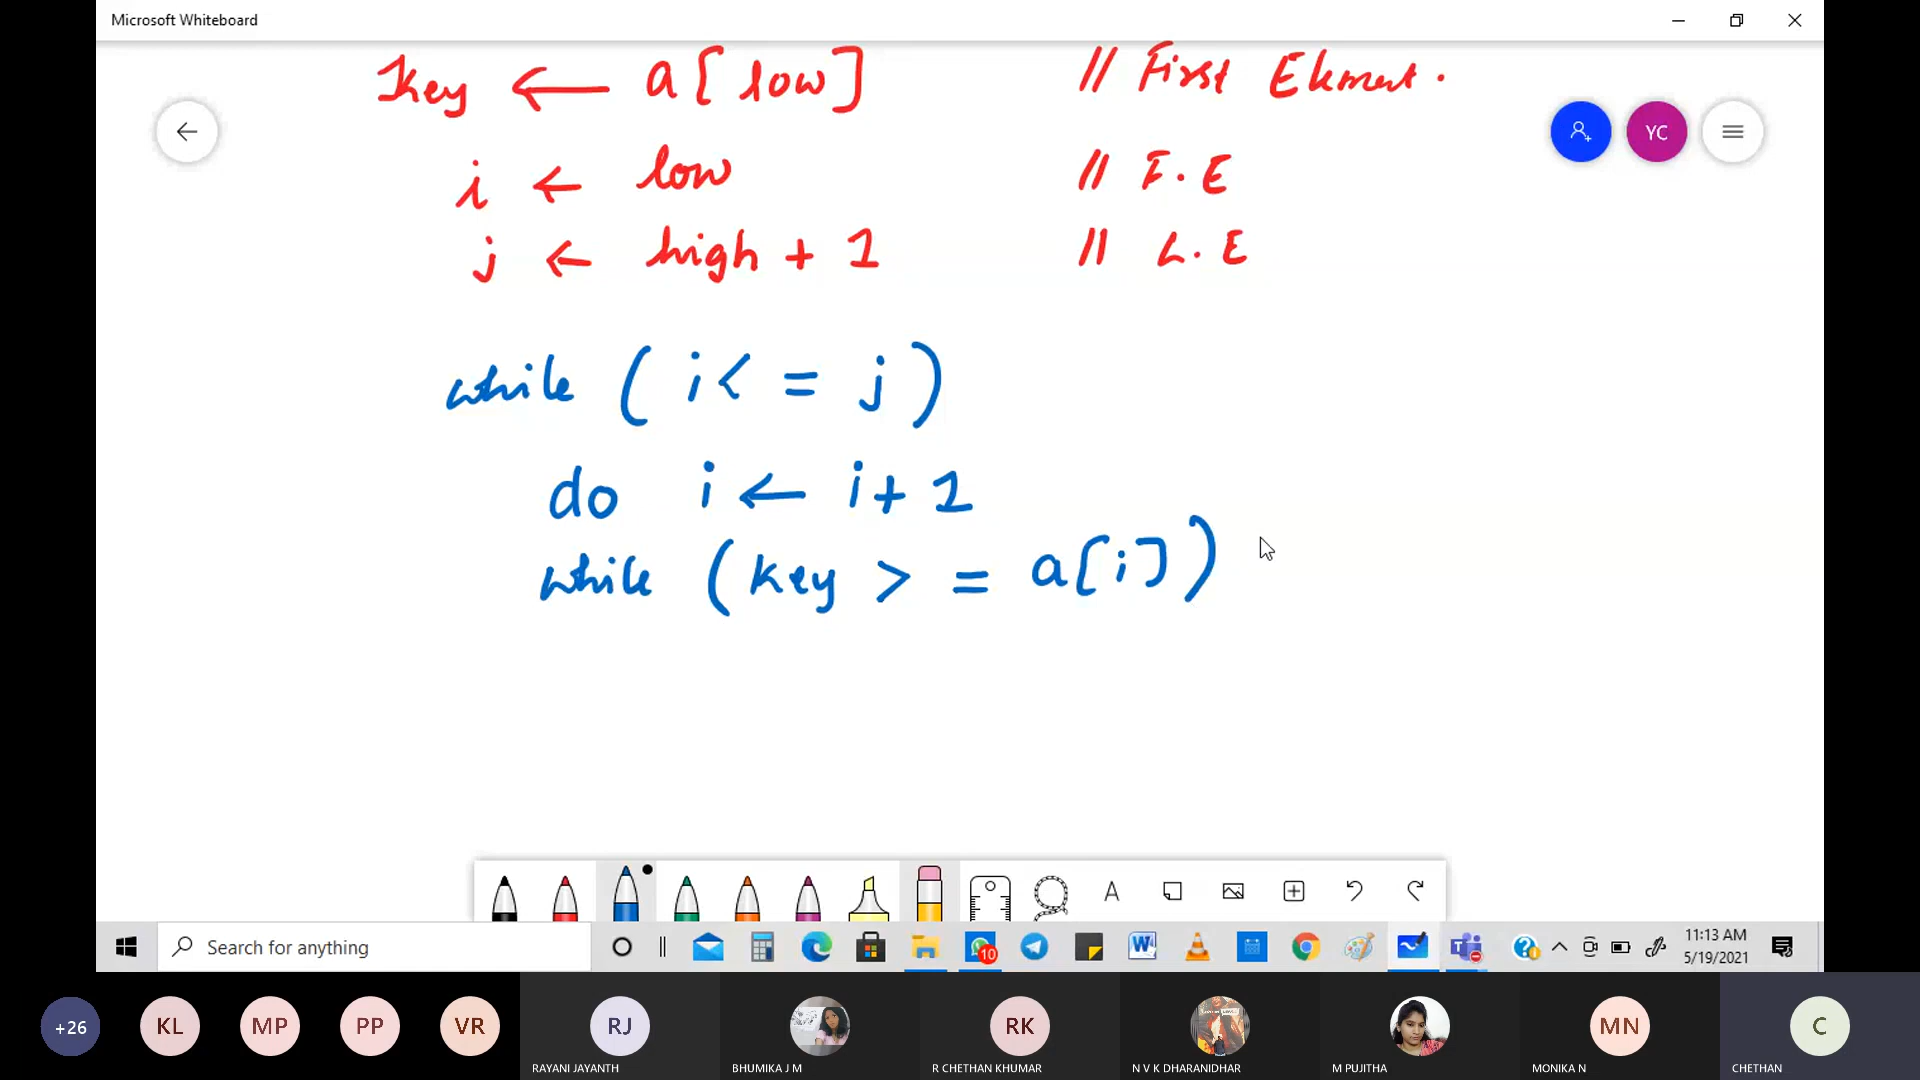 Microsoft Whiteboard
Key ← a[low] // First Element.
i ← low // F.E
j ← high + 1 // L.E
YC
while ( i < = j )
do i ← i + 1
while (key > = a[i])
A
Search for anything
10
11:13 AM
5/19/2021
+26 KL MP PP VR RJ RK MN C
RAYANI JAYANTH BHUMIKA J M R CHETHAN KHUMAR N V K DHARANIDHAR M PUJITHA MONIKA N CHETHAN